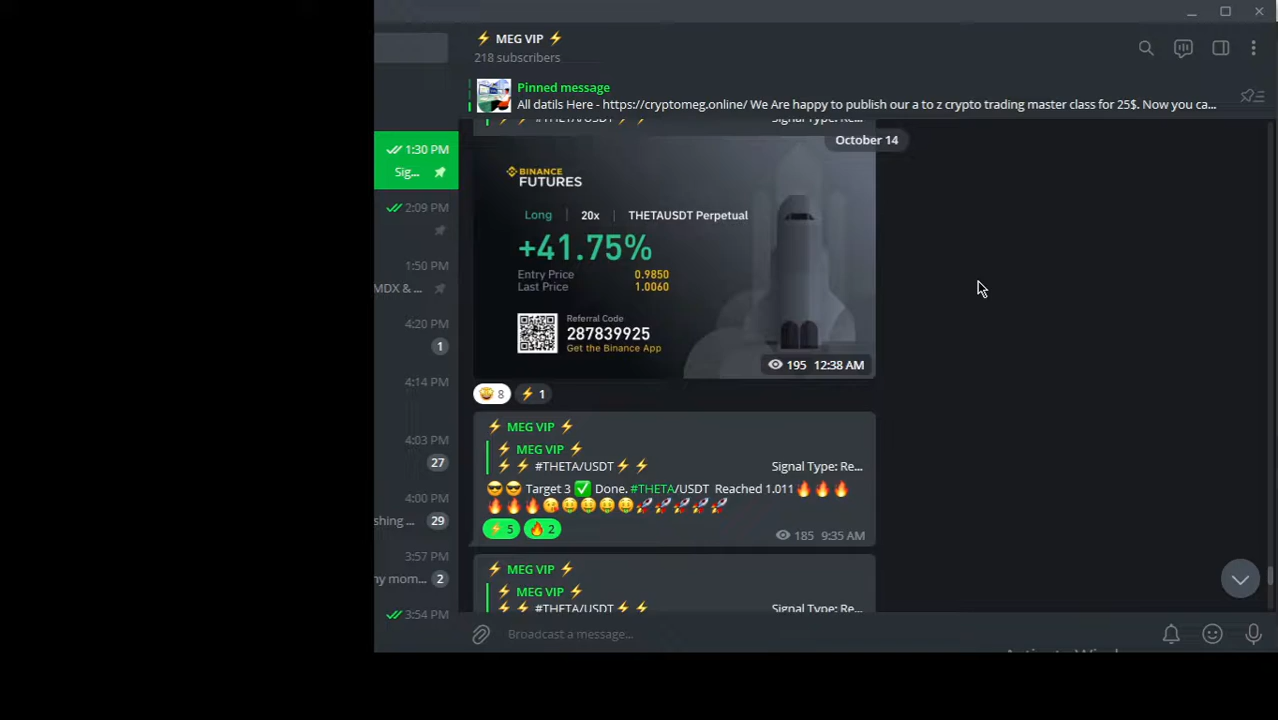 ⚡ MEG VIP ⚡
218 subscribers
Pinned message
All datils Here - https://cryptomeg.online/ We Are happy to publish our a to z crypto trading master class for 25$. Now you ca...
⚡ ⚡ #THETA/USDT ⚡ ⚡ Signal Type: Re...
October 14
1:30 PM
Sig...
2:09 PM
1:50 PM
MDX & ...
4:20 PM
1
4:14 PM
4:03 PM
27
4:00 PM
shing ...
29
3:57 PM
ny mom...
2
3:54 PM
BINANCE
FUTURES
Long | 20x | THETAUSDT Perpetual
+41.75%
Entry Price 0.9850
Last Price 1.0060
Referral Code
287839925
Get the Binance App
195 12:38 AM
🤩 8 ⚡ 1
⚡ MEG VIP ⚡
⚡ MEG VIP ⚡
⚡ ⚡ #THETA/USDT ⚡ ⚡ Signal Type: Re...
😎😎 Target 3 ✅ Done. #THETA/USDT Reached 1.011🔥🔥🔥
🔥🔥🔥😘🤑🤑🤑🤑🚀🚀🚀🚀🚀
⚡ 5 🔥 2
185 9:35 AM
⚡ MEG VIP ⚡
⚡ MEG VIP ⚡
⚡ ⚡ #THETA/USDT ⚡ ⚡ Signal Type: Re...
Broadcast a message...